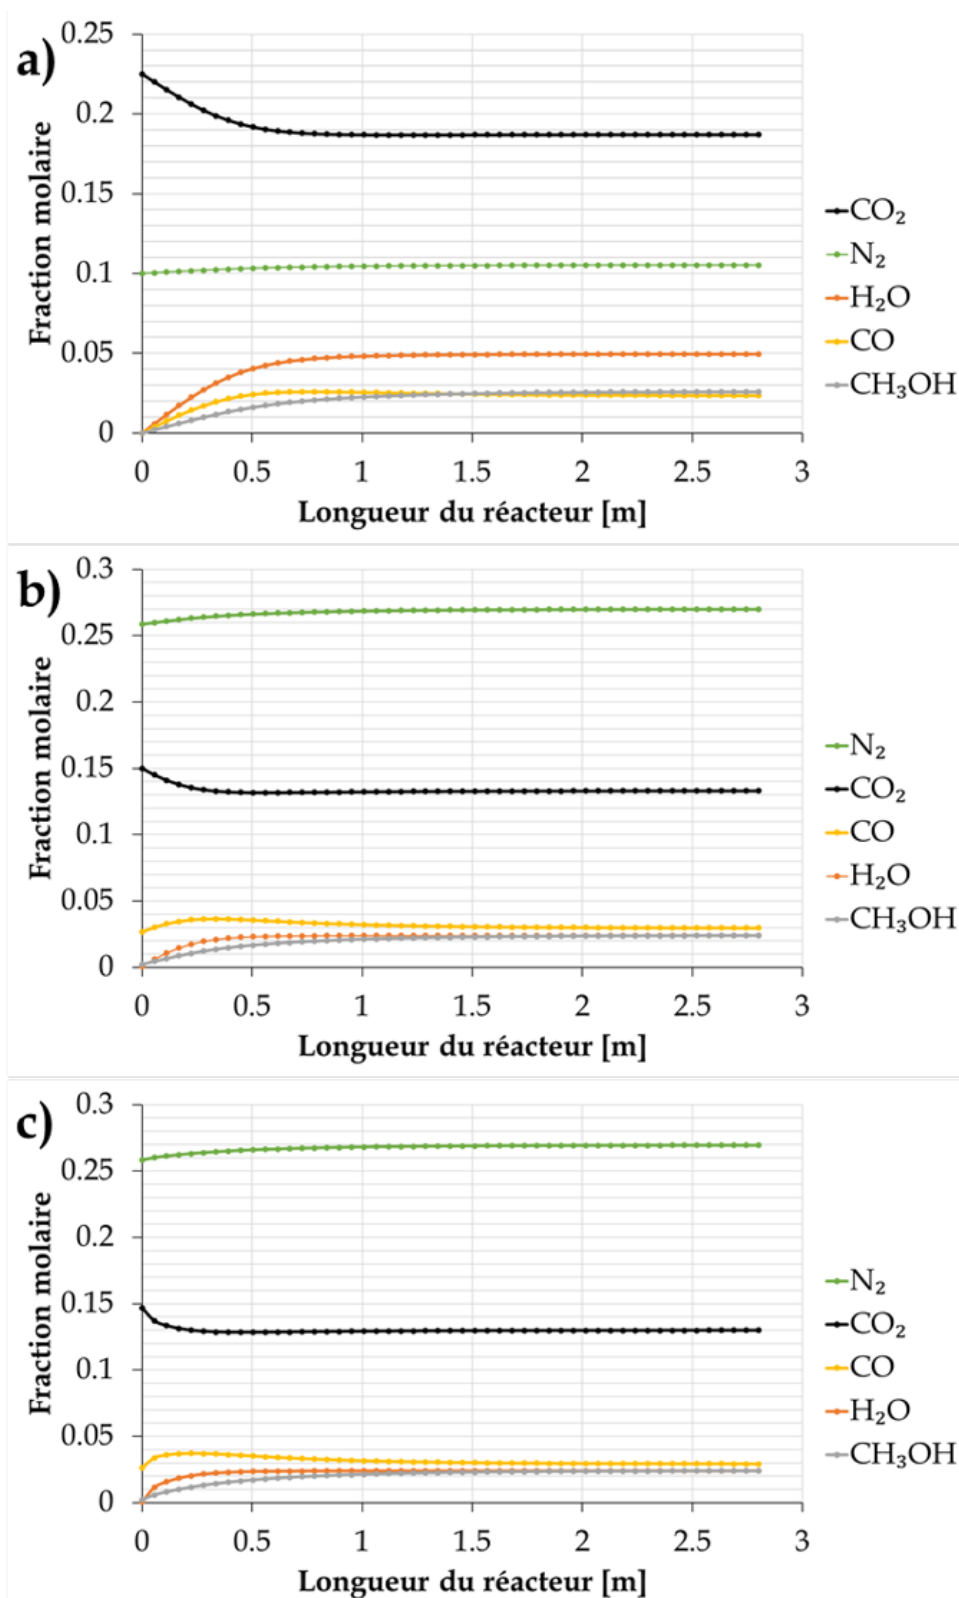 a)
Fraction molaire
0.25
0.2
0.15
0.1
0.05
0
0 0.5 1 1.5 2 2.5 3
Longueur du réacteur [m]
CO₂
N₂
H₂O
CO
CH₃OH
b)
Fraction molaire
0.3
0.25
0.2
0.15
0.1
0.05
0
0 0.5 1 1.5 2 2.5 3
Longueur du réacteur [m]
N₂
CO₂
CO
H₂O
CH₃OH
c)
Fraction molaire
0.3
0.25
0.2
0.15
0.1
0.05
0
0 0.5 1 1.5 2 2.5 3
Longueur du réacteur [m]
N₂
CO₂
CO
H₂O
CH₃OH